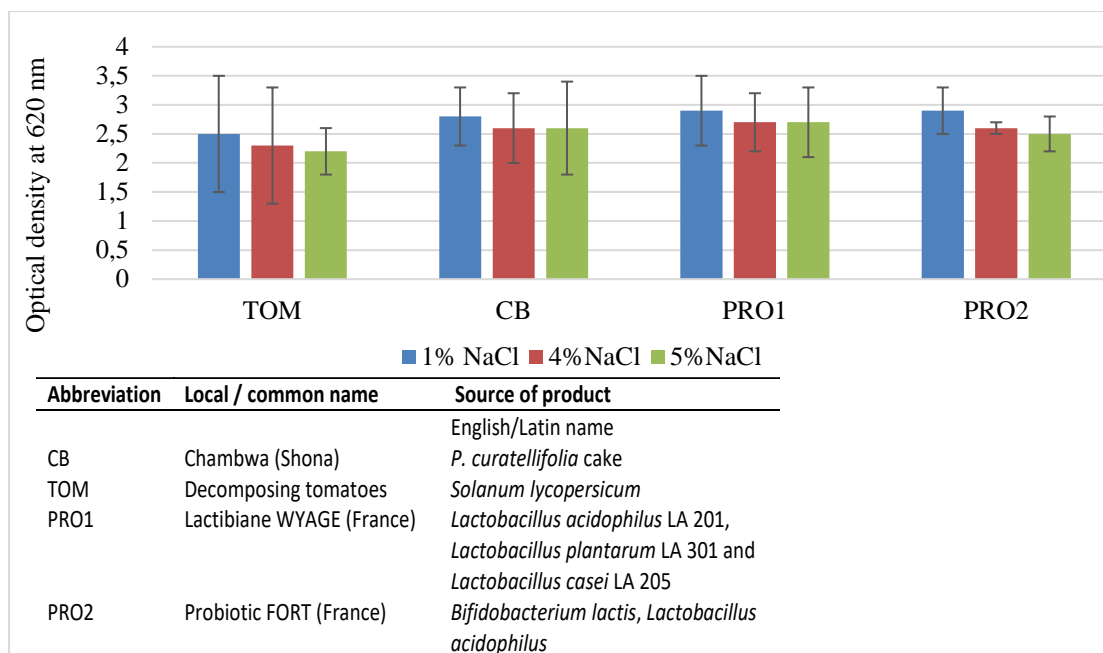 Optical density at 620 nm
4
3,5
3
2,5
2
1,5
1
0,5
0
TOM CB PRO1 PRO2
1% NaCl 4%NaCl 5%NaCl
Abbreviation Local / common name Source of product
English/Latin name
CB Chambwa (Shona) P. curatellifolia cake
TOM Decomposing tomatoes Solanum lycopersicum
PRO1 Lactibiane WYAGE (France) Lactobacillus acidophilus LA 201,
Lactobacillus plantarum LA 301 and
Lactobacillus casei LA 205
PRO2 Probiotic FORT (France) Bifidobacterium lactis, Lactobacillus
acidophilus